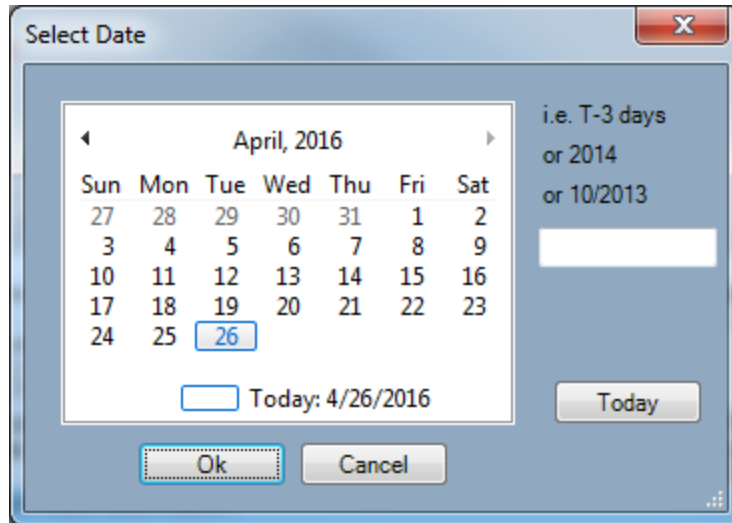 Select Date
April, 2016
Sun Mon Tue Wed Thu Fri Sat
27 28 29 30 31 1 2
3 4 5 6 7 8 9
10 11 12 13 14 15 16
17 18 19 20 21 22 23
24 25 26
Today: 4/26/2016
i.e. T-3 days
or 2014
or 10/2013
Today
Ok Cancel